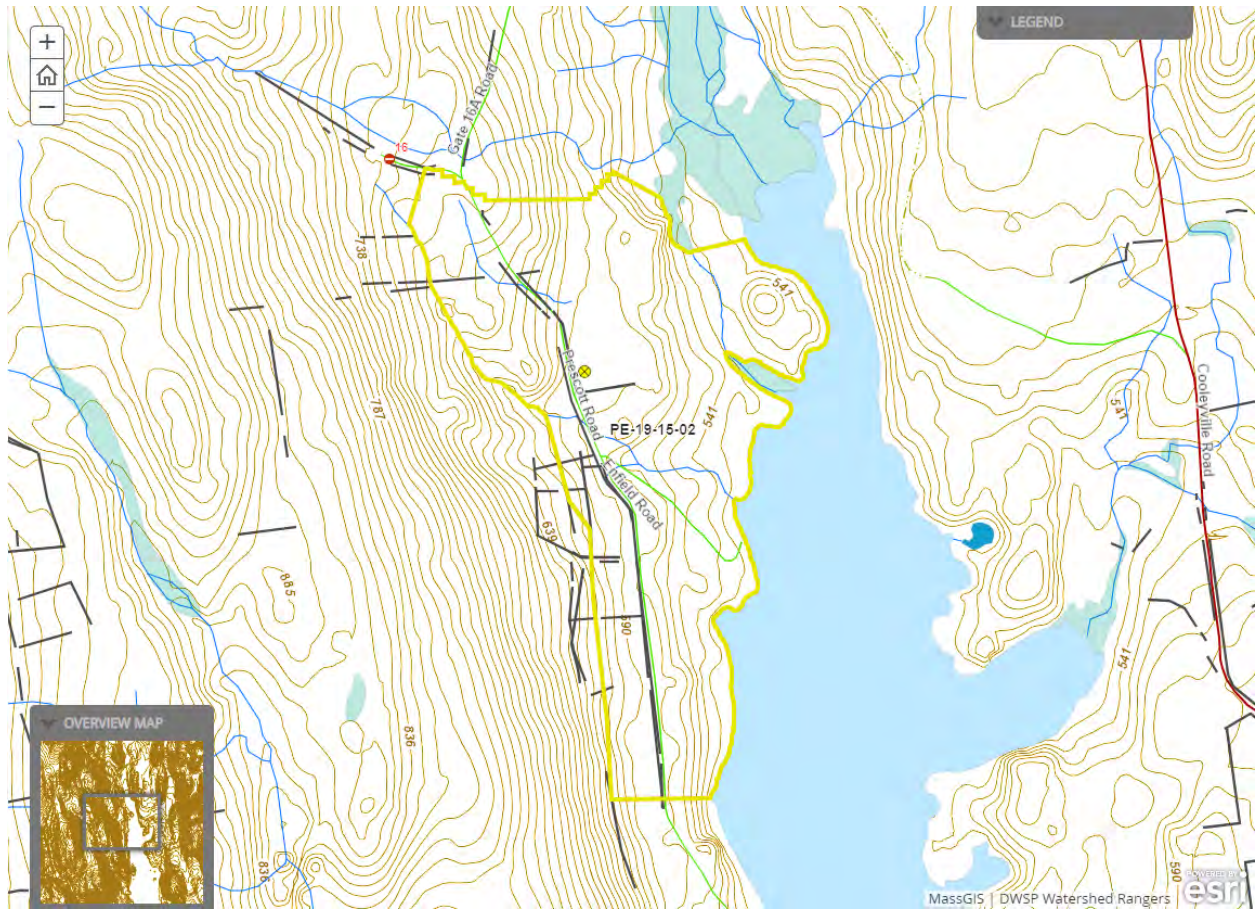 +
LEGEND
−
Gate 16A Road
16
738
541
787
Prescott Road
541
PE-19-15-02
Cooleyville Road
541
Enfield Road
639
885
590
541
OVERVIEW MAP
836
836
590
MassGIS | DWSP Watershed Rangers
POWERED BY
esri